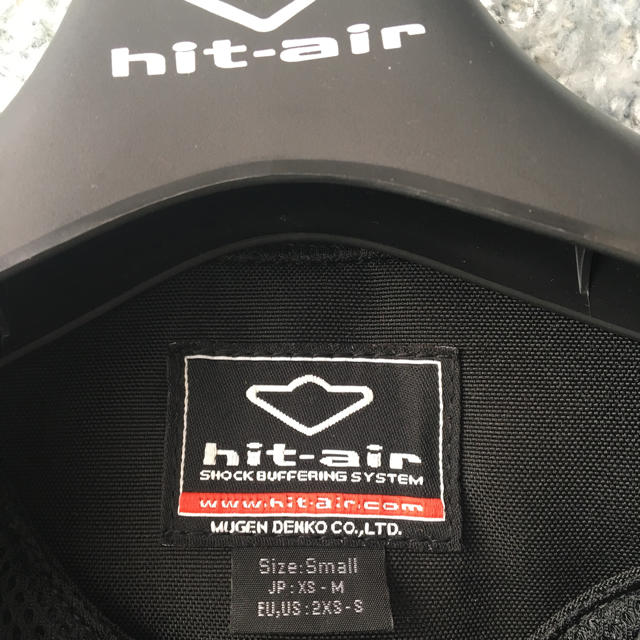 hit-air
hit-air
SHOCK BUFFERING SYSTEM
www.hit-air.com
MUGEN DENKO CO.,LTD.
Size:Small
JP:XS-M
EU,US:2XS-S